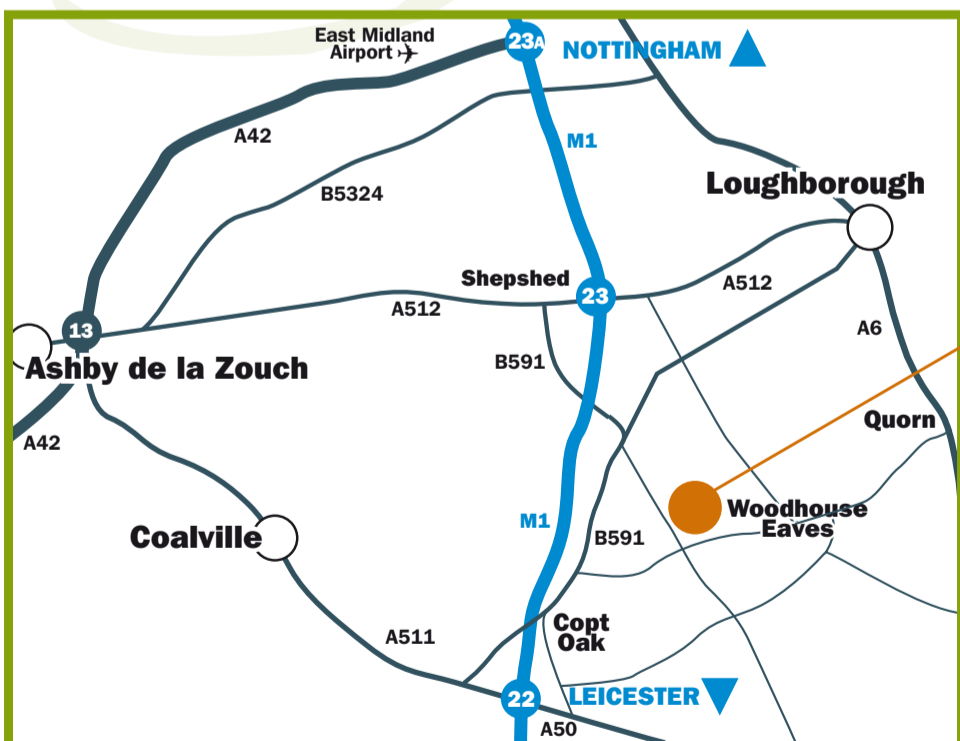 East Midland
Airport
23A
NOTTINGHAM
A42
M1
B5324
Loughborough
Shepshed
23
A512
A512
13
A6
Ashby de la Zouch
B591
Quorn
A42
Woodhouse
Eaves
M1
Coalville
B591
Copt
Oak
A511
22
LEICESTER
A50